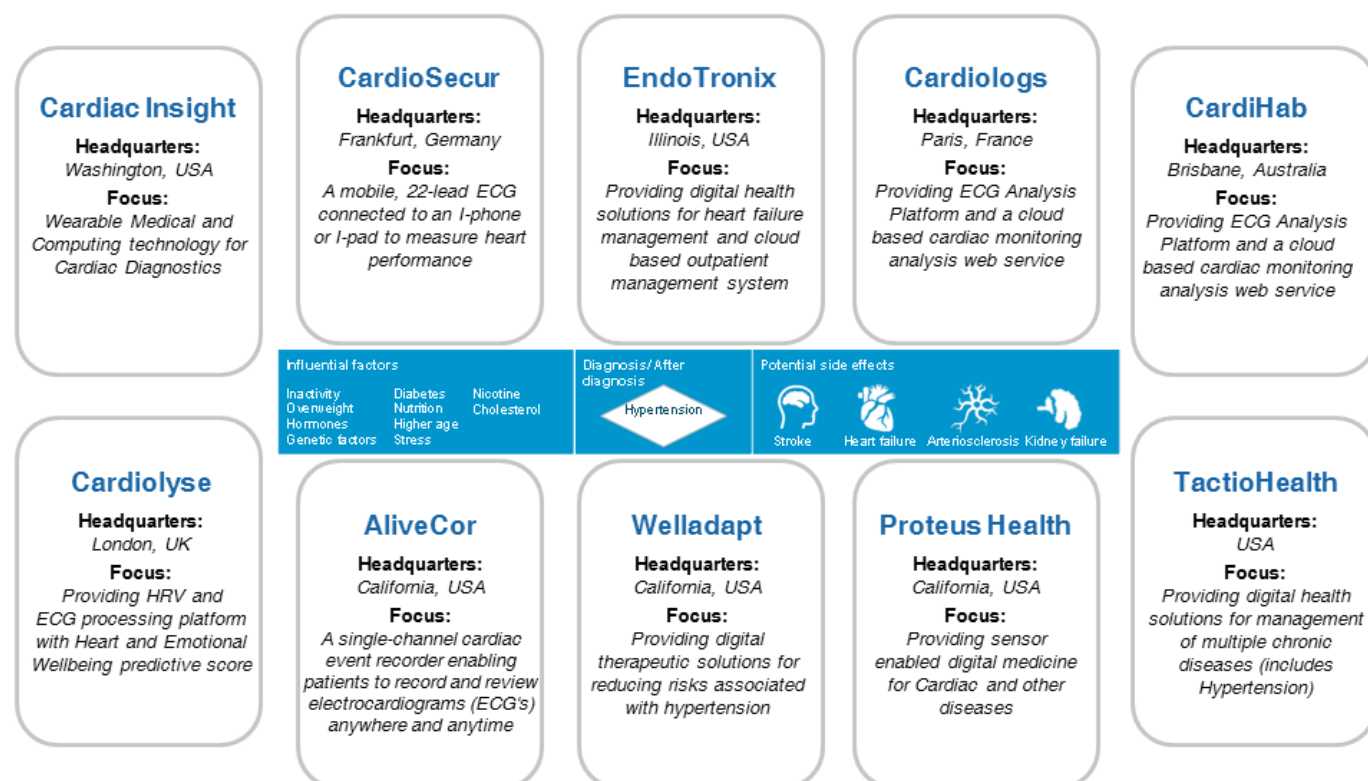 Cardiac Insight
Headquarters:
Washington, USA
Focus:
Wearable Medical and
Computing technology for
Cardiac Diagnostics
CardioSecur
Headquarters:
Frankfurt, Germany
Focus:
A mobile, 22-lead ECG
connected to an I-phone
or I-pad to measure heart
performance
EndoTronix
Headquarters:
Illinois, USA
Focus:
Providing digital health
solutions for heart failure
management and cloud
based outpatient
management system
Cardiologs
Headquarters:
Paris, France
Focus:
Providing ECG Analysis
Platform and a cloud
based cardiac monitoring
analysis web service
CardiHab
Headquarters:
Brisbane, Australia
Focus:
Providing ECG Analysis
Platform and a cloud
based cardiac monitoring
analysis web service
Influential factors
Inactivity
Overweight
Hormones
Genetic factors
Diabetes
Nutrition
Higher age
Stress
Nicotine
Cholesterol
Diagnosis/After
diagnosis
Hypertension
Potential side effects
Stroke
Heart failure
Arteriosclerosis
Kidney failure
Cardiolyse
Headquarters:
London, UK
Focus:
Providing HRV and
ECG processing platform
with Heart and Emotional
Wellbeing predictive score
AliveCor
Headquarters:
California, USA
Focus:
A single-channel cardiac
event recorder enabling
patients to record and review
electrocardiograms (ECG's)
anywhere and anytime
Welladapt
Headquarters:
California, USA
Focus:
Providing digital
therapeutic solutions for
reducing risks associated
with hypertension
Proteus Health
Headquarters:
California, USA
Focus:
Providing sensor
enabled digital medicine
for Cardiac and other
diseases
TactioHealth
Headquarters:
USA
Focus:
Providing digital health
solutions for management
of multiple chronic
diseases (includes
Hypertension)